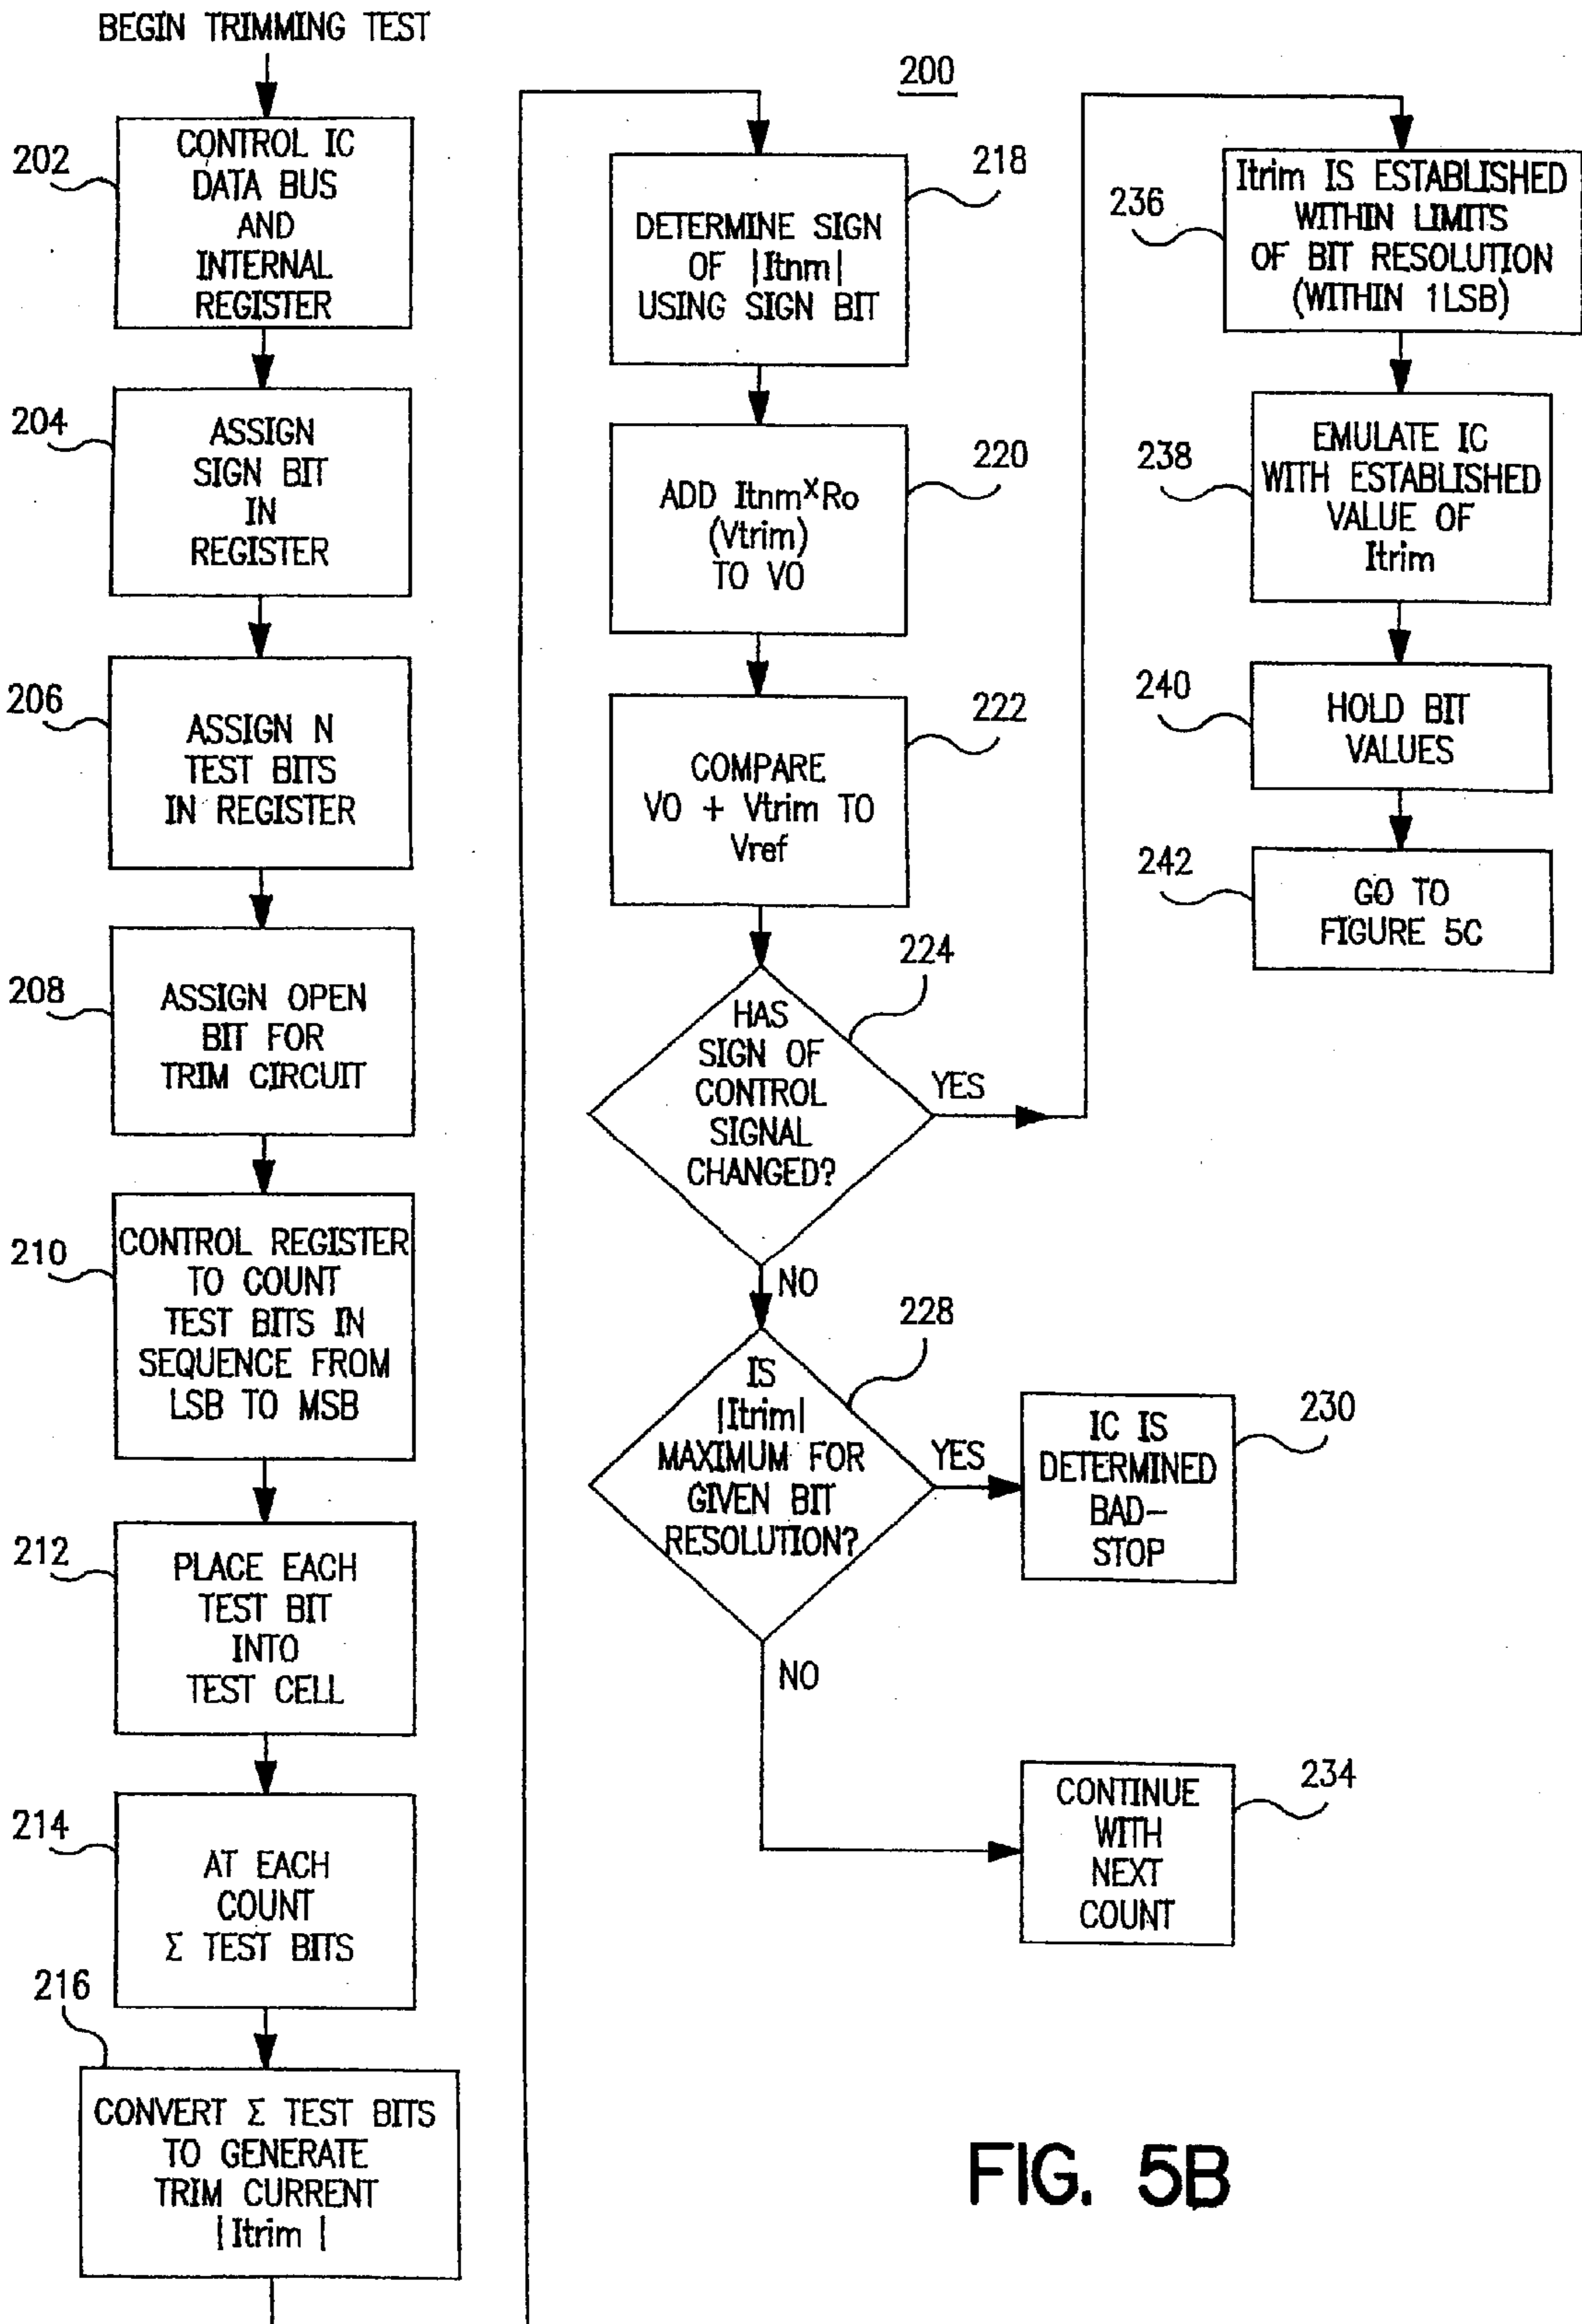 BEGIN TRIMMING TEST
202
CONTROL IC
DATA BUS
AND
INTERNAL
REGISTER
204
ASSIGN
SIGN BIT
IN
REGISTER
206
ASSIGN N
TEST BITS
IN REGISTER
208
ASSIGN OPEN
BIT FOR
TRIM CIRCUIT
210
CONTROL REGISTER
TO COUNT
TEST BITS IN
SEQUENCE FROM
LSB TO MSB
212
PLACE EACH
TEST BIT
INTO
TEST CELL
214
AT EACH
COUNT
Σ TEST BITS
216
CONVERT Σ TEST BITS
TO GENERATE
TRIM CURRENT
|Itrim |
200
218
DETERMINE SIGN
OF |Itnm|
USING SIGN BIT
220
ADD Itnm×Ro
(Vtrim)
TO VO
222
COMPARE
VO + Vtrim TO
Vref
224
HAS
SIGN OF
CONTROL
SIGNAL
CHANGED?
YES
NO
228
IS
|Itrim|
MAXIMUM FOR
GIVEN BIT
RESOLUTION?
YES
NO
230
IC IS
DETERMINED
BAD-
STOP
234
CONTINUE
WITH
NEXT
COUNT
236
Itrim IS ESTABLISHED
WITHIN LIMITS
OF BIT RESOLUTION
(WITHIN 1LSB)
238
EMULATE IC
WITH ESTABLISHED
VALUE OF
Itrim
240
HOLD BIT
VALUES
242
GO TO
FIGURE 5C
FIG. 5B